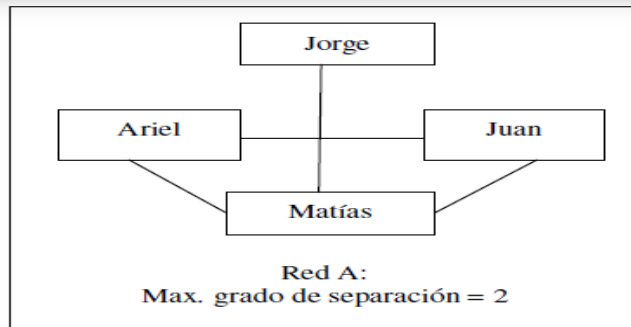 Jorge
Ariel
Juan
Matías
Red A:
Max. grado de separación = 2